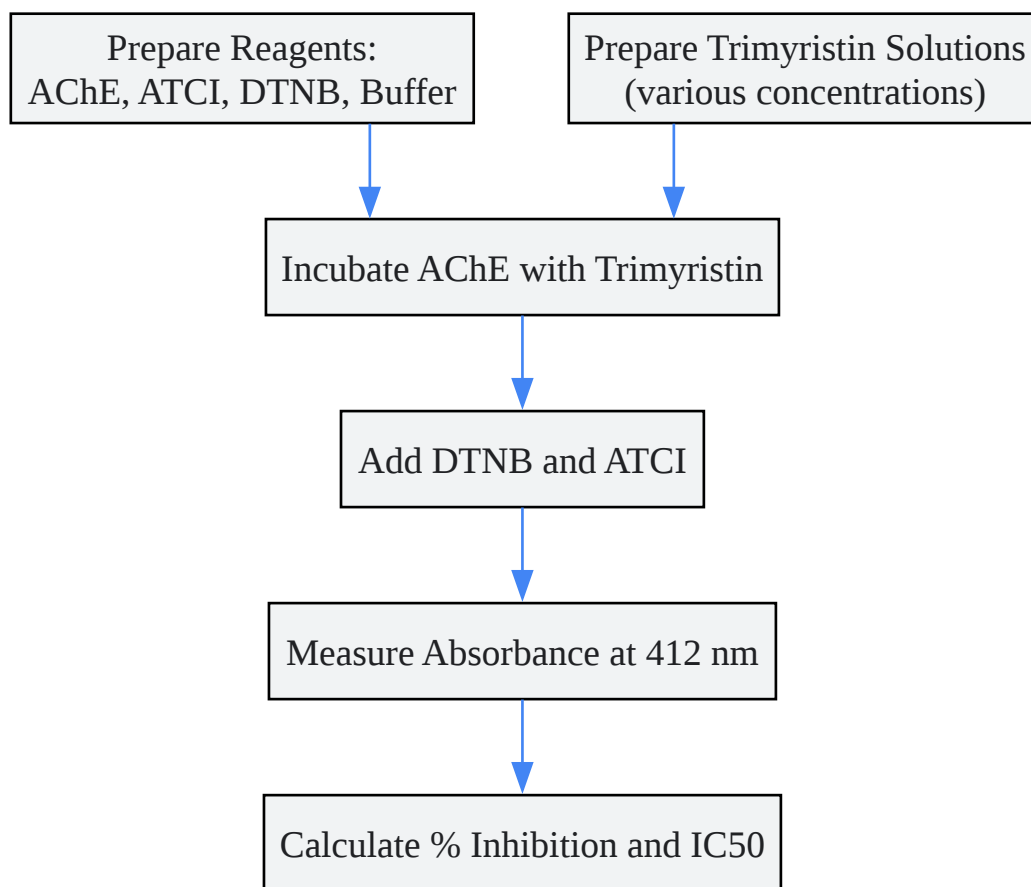 Prepare Reagents:
AChE, ATCI, DTNB, Buffer
Prepare Trimyristin Solutions
(various concentrations)
Incubate AChE with Trimyristin
Add DTNB and ATCI
Measure Absorbance at 412 nm
Calculate % Inhibition and IC50